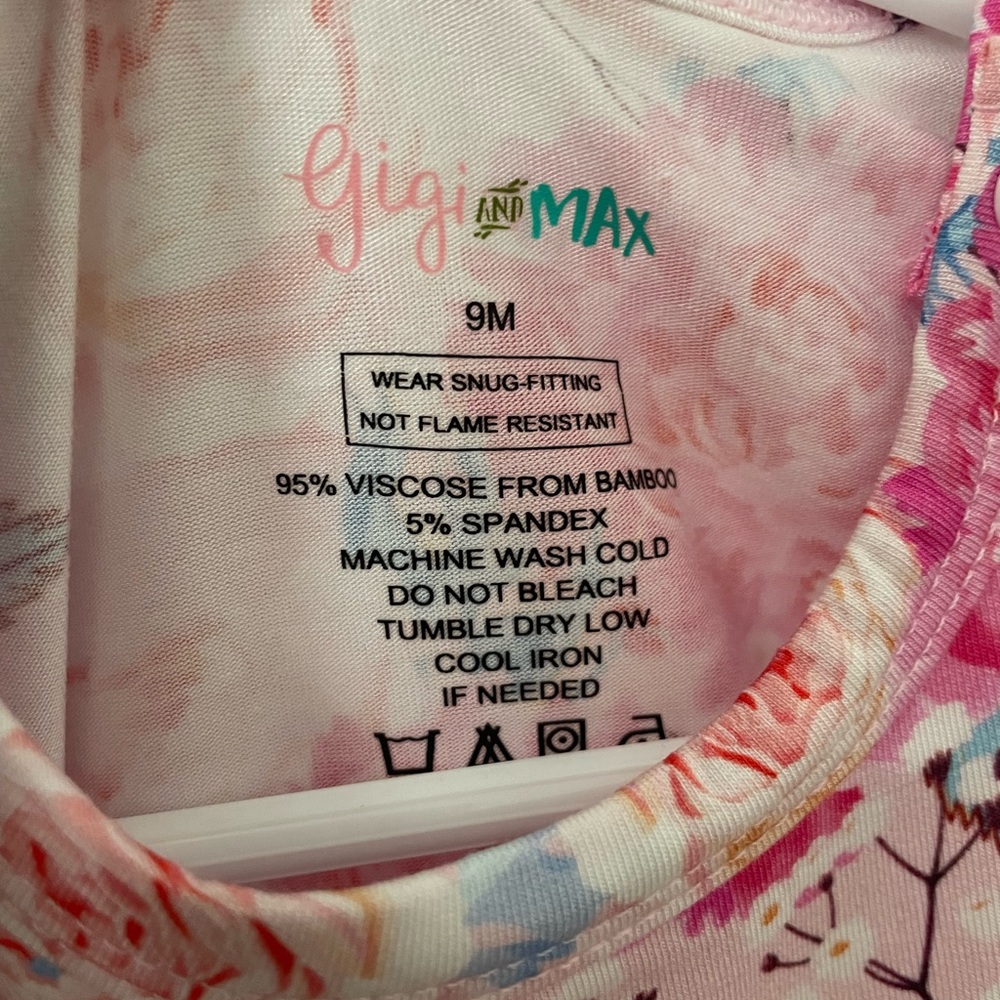 gigi AND MAX
9M
WEAR SNUG-FITTING
NOT FLAME RESISTANT
95% VISCOSE FROM BAMBOO
5% SPANDEX
MACHINE WASH COLD
DO NOT BLEACH
TUMBLE DRY LOW
COOL IRON
IF NEEDED